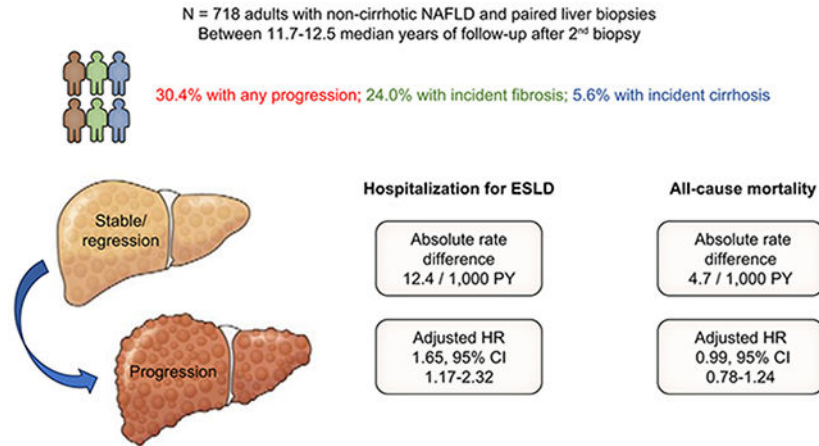 N = 718 adults with non-cirrhotic NAFLD and paired liver biopsies
Between 11.7-12.5 median years of follow-up after 2nd biopsy
30.4% with any progression; 24.0% with incident fibrosis; 5.6% with incident cirrhosis
Stable/
regression
Progression
Hospitalization for ESLD
Absolute rate
difference
12.4 / 1,000 PY
Adjusted HR
1.65, 95% CI
1.17-2.32
All-cause mortality
Absolute rate
difference
4.7 / 1,000 PY
Adjusted HR
0.99, 95% CI
0.78-1.24